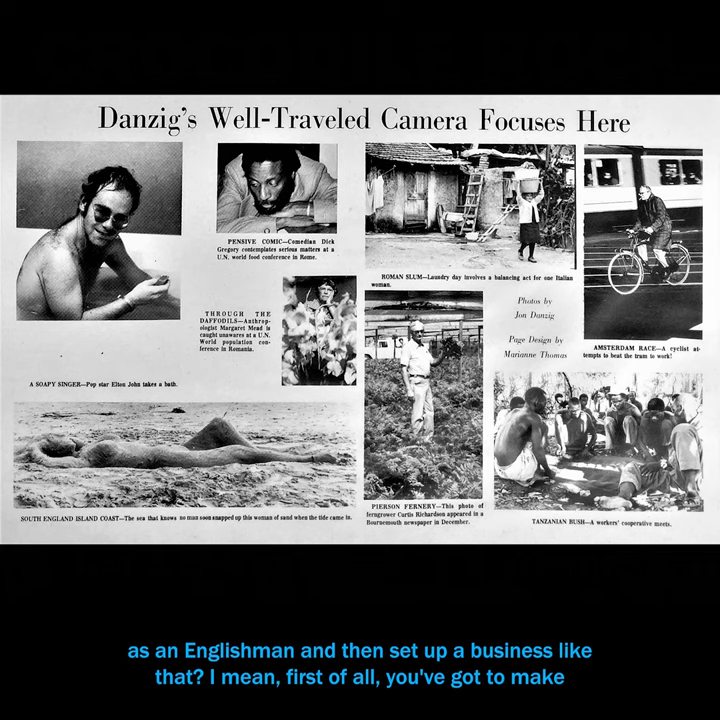 Danzig's Well-Traveled Camera Focuses Here
PENSIVE COMIC—Comedian Dick
Gregory contemplates serious matters at a
U.N. world food conference in Rome.
ROMAN SLUM—Laundry day involves a balancing act for one Italian
woman.
THROUGH THE
DAFFODILS—Anthrop-
ologist Margaret Mead is
caught unawares at a U.N.
World population con-
ference in Romania.
Photos by
Jon Danzig
Page Design by
Marianne Thomas
AMSTERDAM RACE—A cyclist at-
tempts to beat the tram to work!
A SOAPY SINGER—Pop star Elton John takes a bath.
SOUTH ENGLAND ISLAND COAST—The sea that knows no man soon snapped up this woman of sand when the tide came in.
PIERSON FERNERY—This photo of
ferngrower Curtis Richardson appeared in a
Bournemouth newspaper in December.
TANZANIAN BUSH—A workers' cooperative meets.
as an Englishman and then set up a business like
that? I mean, first of all, you've got to make